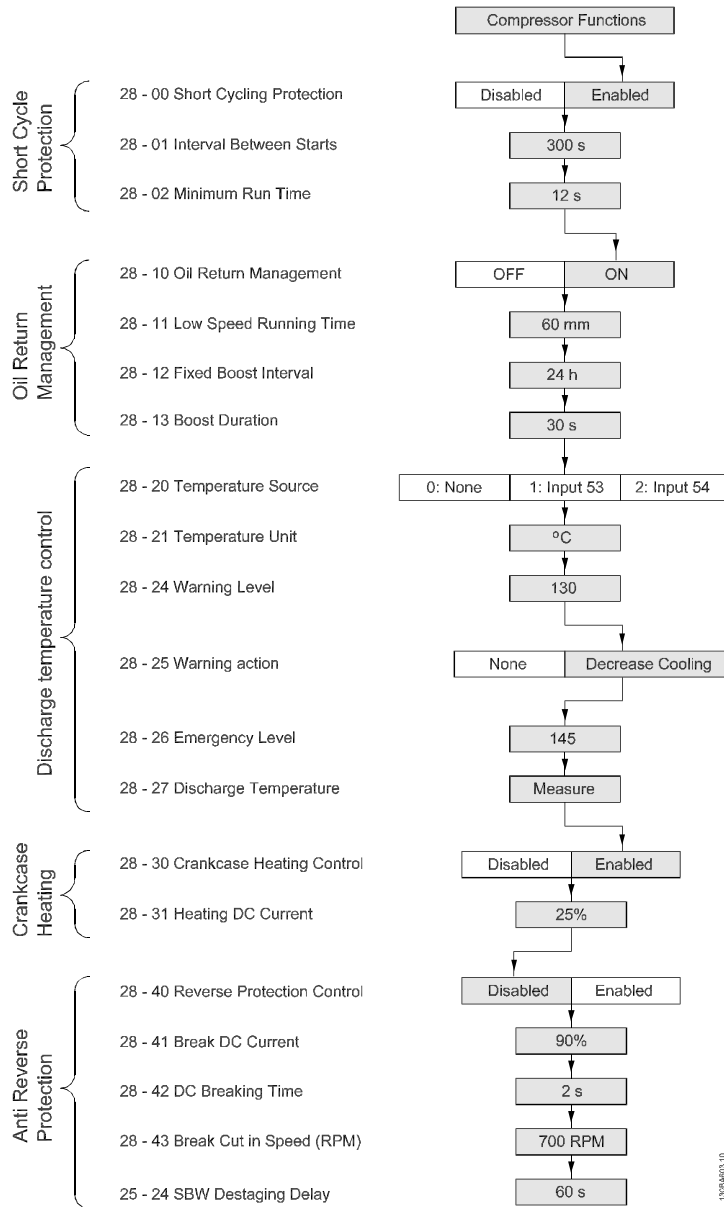 Compressor Functions
Short Cycle
Protection
28 - 00 Short Cycling Protection
Disabled
Enabled
28 - 01 Interval Between Starts
300 s
28 - 02 Minimum Run Time
12 s
Oil Return
Management
28 - 10 Oil Return Management
OFF
ON
28 - 11 Low Speed Running Time
60 mm
28 - 12 Fixed Boost Interval
24 h
28 - 13 Boost Duration
30 s
Discharge temperature control
28 - 20 Temperature Source
0: None
1: Input 53
2: Input 54
28 - 21 Temperature Unit
ºC
28 - 24 Warning Level
130
28 - 25 Warning action
None
Decrease Cooling
28 - 26 Emergency Level
145
28 - 27 Discharge Temperature
Measure
Crankcase
Heating
28 - 30 Crankcase Heating Control
Disabled
Enabled
28 - 31 Heating DC Current
25%
Anti Reverse
Protection
28 - 40 Reverse Protection Control
Disabled
Enabled
28 - 41 Break DC Current
90%
28 - 42 DC Breaking Time
2 s
28 - 43 Break Cut in Speed (RPM)
700 RPM
25 - 24 SBW Destaging Delay
60 s
130BA803.10